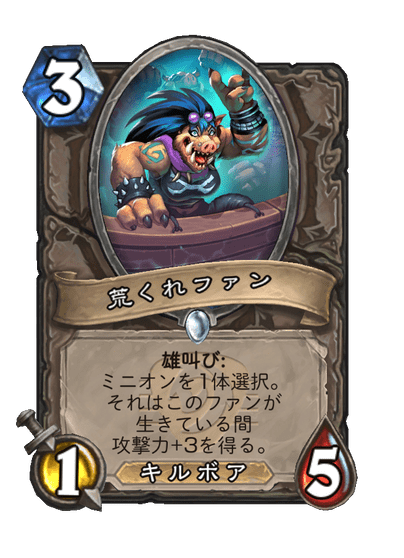 3
荒くれファン
雄叫び:
ミニオンを1体選択。
それはこのファンが
生きている間
攻撃力+3を得る。
1
キルボア
5